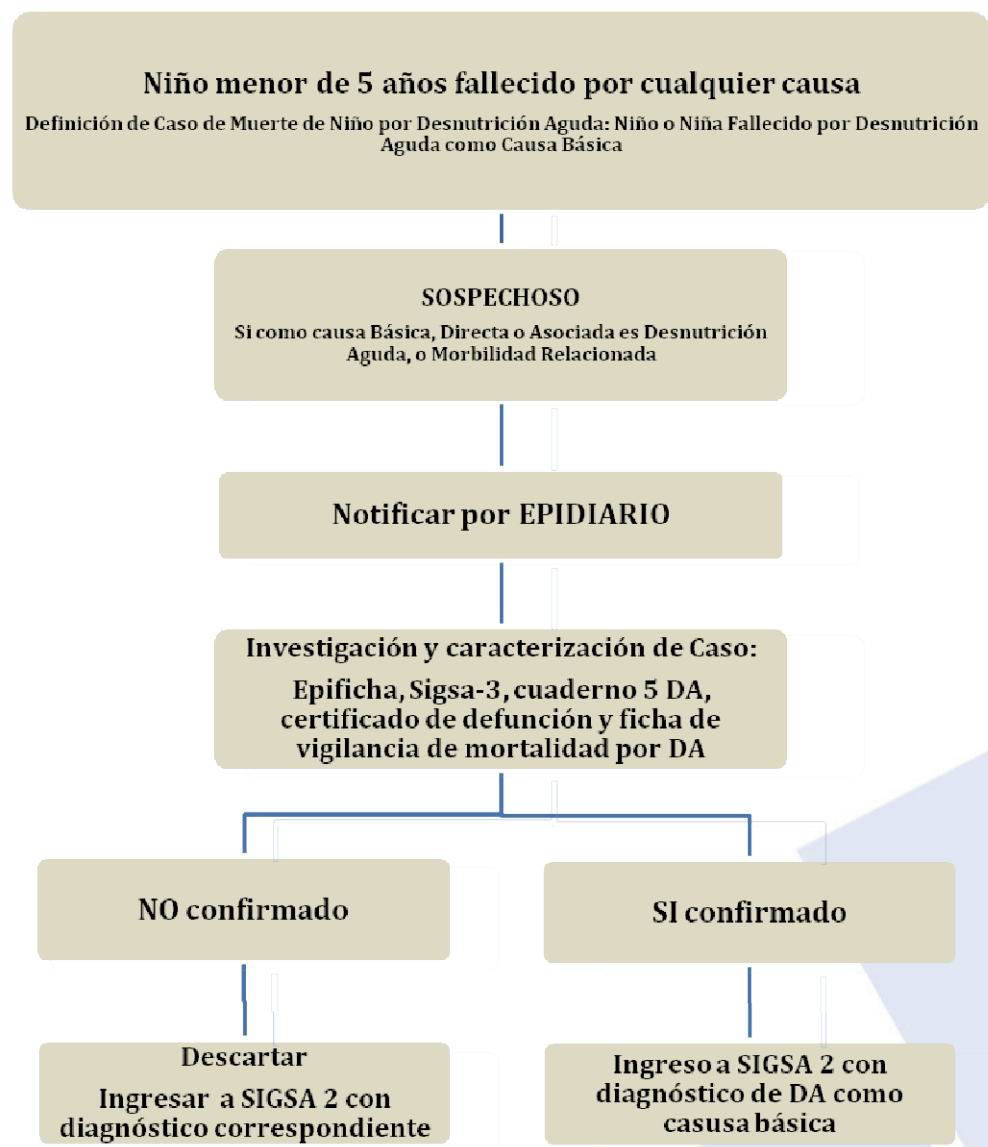 Niño menor de 5 años fallecido por cualquier causa
Definición de Caso de Muerte de Niño por Desnutrición Aguda: Niño o Niña Fallecido por Desnutrición
Aguda como Causa Básica
SOSPECHOSO
Si como causa Básica, Directa o Asociada es Desnutrición
Aguda, o Morbilidad Relacionada
Notificar por EPIDIARIO
Investigación y caracterización de Caso:
Epificha, Sigsa-3, cuaderno 5 DA,
certificado de defunción y ficha de
vigilancia de mortalidad por DA
NO confirmado
SI confirmado
Descartar
Ingresar a SIGSA 2 con
diagnóstico correspondiente
Ingreso a SIGSA 2 con
diagnóstico de DA como
casusa básica